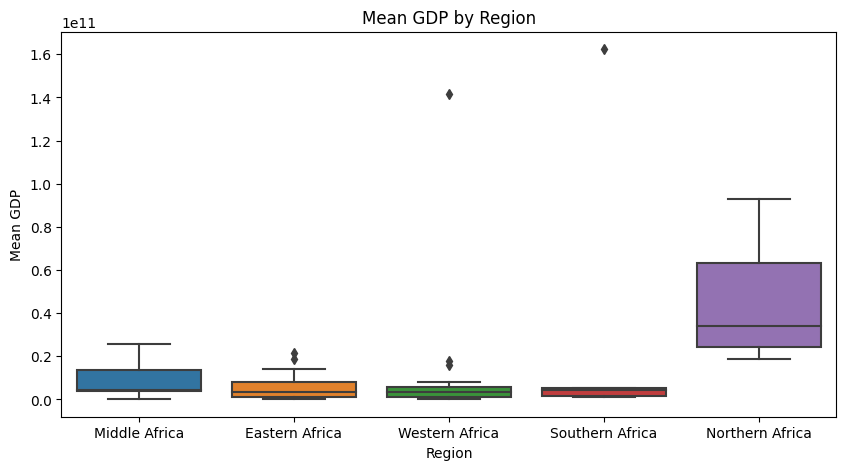 Mean GDP by Region
1e11
1.6
1.4
1.2
1.0
0.8
0.6
0.4
0.2
0.0
Mean GDP
Middle Africa
Eastern Africa
Western Africa
Southern Africa
Northern Africa
Region